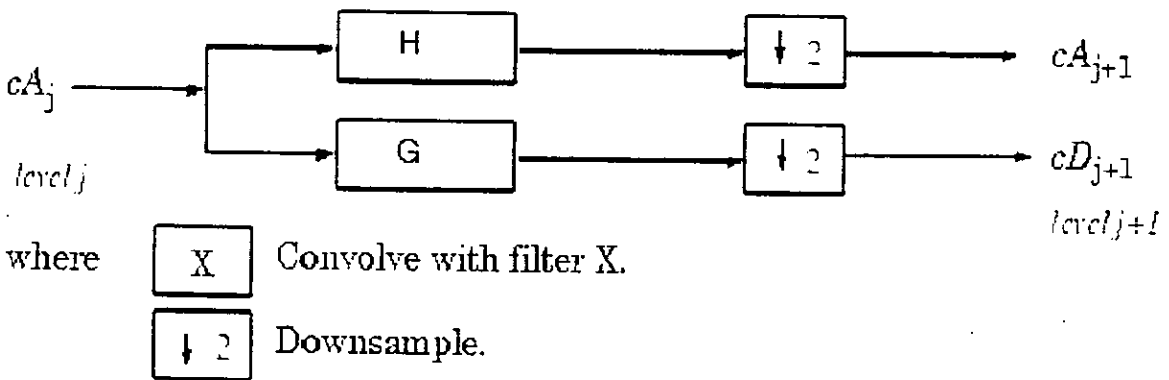 H
↓ 2
cA_{j+1}
cA_j
G
↓ 2
cD_{j+1}
level j
level j+1
where X Convolve with filter X.
↓ 2 Downsample.